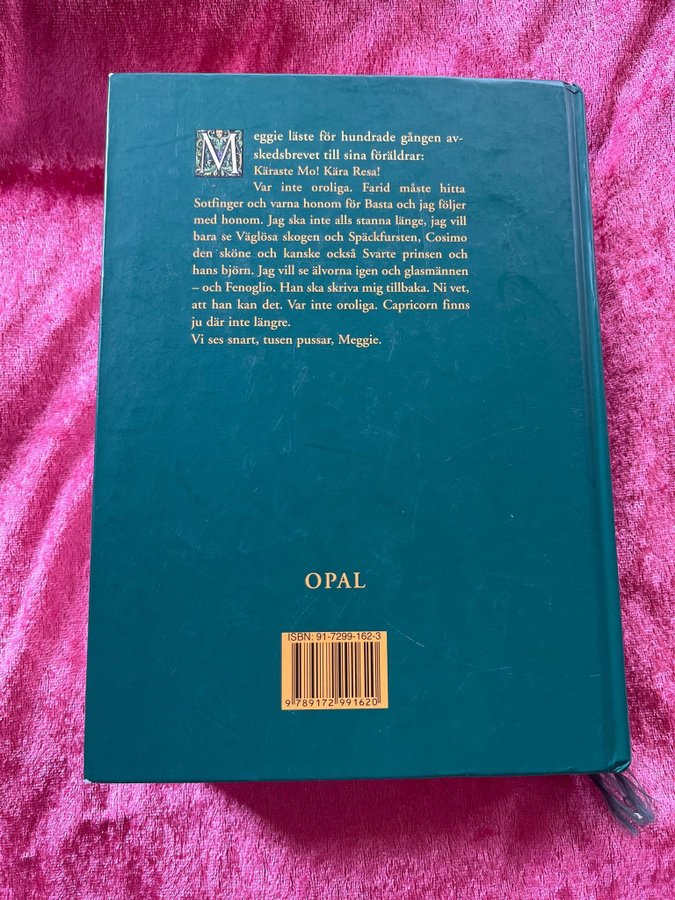 Meggie läste för hundrade gången av-
skedsbrevet till sina föräldrar:
Käraste Mo! Kära Resa!
Var inte oroliga. Farid måste hitta
Sotfinger och varna honom för Basta och jag följer
med honom. Jag ska inte alls stanna länge, jag vill
bara se Väglösa skogen och Späckfursten, Cosimo
den sköne och kanske också Svarte prinsen och
hans björn. Jag vill se älvorna igen och glasmännen
– och Fenoglio. Han ska skriva mig tillbaka. Ni vet,
att han kan det. Var inte oroliga. Capricorn finns
ju där inte längre.
Vi ses snart, tusen pussar, Meggie.
OPAL
ISBN: 91-7299-162-3
9 789172 991620